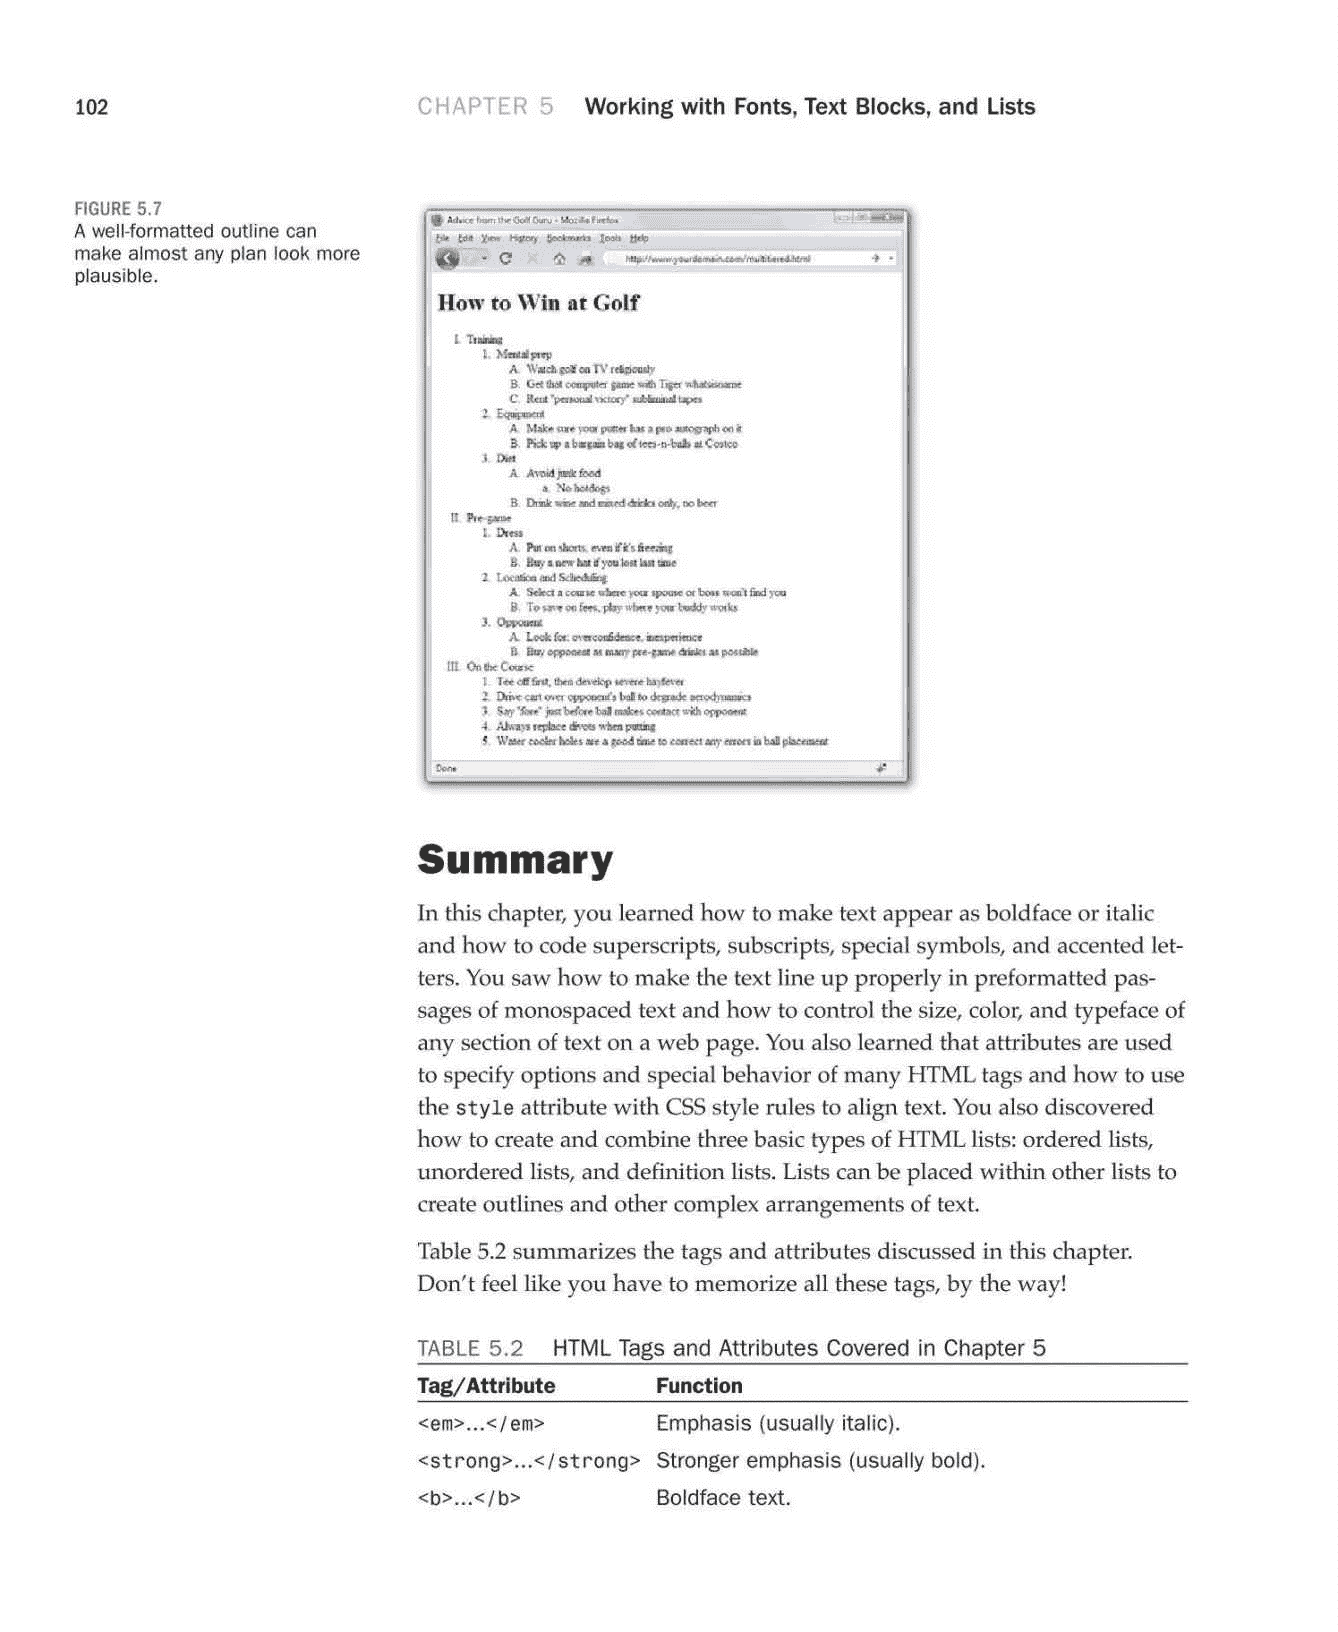 102
CHAPTER 5 Working with Fonts, Text Blocks, and Lists
FIGURE 5.7
A well-formatted outline can
make almost any plan look more
plausible.
Advice from the Golf Guru - Mozilla Firefox
File Edit View History Bookmarks Tools Help
http://www.yourdomain.com/multitiered.html
How to Win at Golf
I. Training
1. Mental prep
A. Watch golf on TV religiously
B. Get that computer game with Tiger whatsisname
C. Rent "personal victory" subliminal tapes
2. Equipment
A. Make sure your putter has a pro autograph on it
B. Pick up a bargain bag of tees-n-balls at Costco
3. Diet
A. Avoid junk food
a. No hotdogs
B. Drink wine and mixed drinks only, no beer
II. Pre-game
1. Dress
A. Put on shorts, even if it's freezing
B. Buy a new hat if you lost last time
2. Location and Scheduling
A. Select a course where your spouse or boss won't find you
B. To save on fees, play where your buddy works
3. Opponent
A. Look for: overconfidence, inexperience
B. Buy opponent as many pre-game drinks as possible
III. On the Course
1. Tee off first, then develop severe hayfever
2. Drive cart over opponent's ball to degrade aerodynamics
3. Say "fore" just before ball makes contact with opponent
4. Always replace divots when putting
5. Water cooler holes are a good time to correct any errors in ball placement
Done
Summary
In this chapter, you learned how to make text appear as boldface or italic
and how to code superscripts, subscripts, special symbols, and accented let-
ters. You saw how to make the text line up properly in preformatted pas-
sages of monospaced text and how to control the size, color, and typeface of
any section of text on a web page. You also learned that attributes are used
to specify options and special behavior of many HTML tags and how to use
the style attribute with CSS style rules to align text. You also discovered
how to create and combine three basic types of HTML lists: ordered lists,
unordered lists, and definition lists. Lists can be placed within other lists to
create outlines and other complex arrangements of text.
Table 5.2 summarizes the tags and attributes discussed in this chapter.
Don't feel like you have to memorize all these tags, by the way!
TABLE 5.2 HTML Tags and Attributes Covered in Chapter 5
Tag/Attribute Function
<em>...</em> Emphasis (usually italic).
<strong>...</strong> Stronger emphasis (usually bold).
<b>...</b> Boldface text.